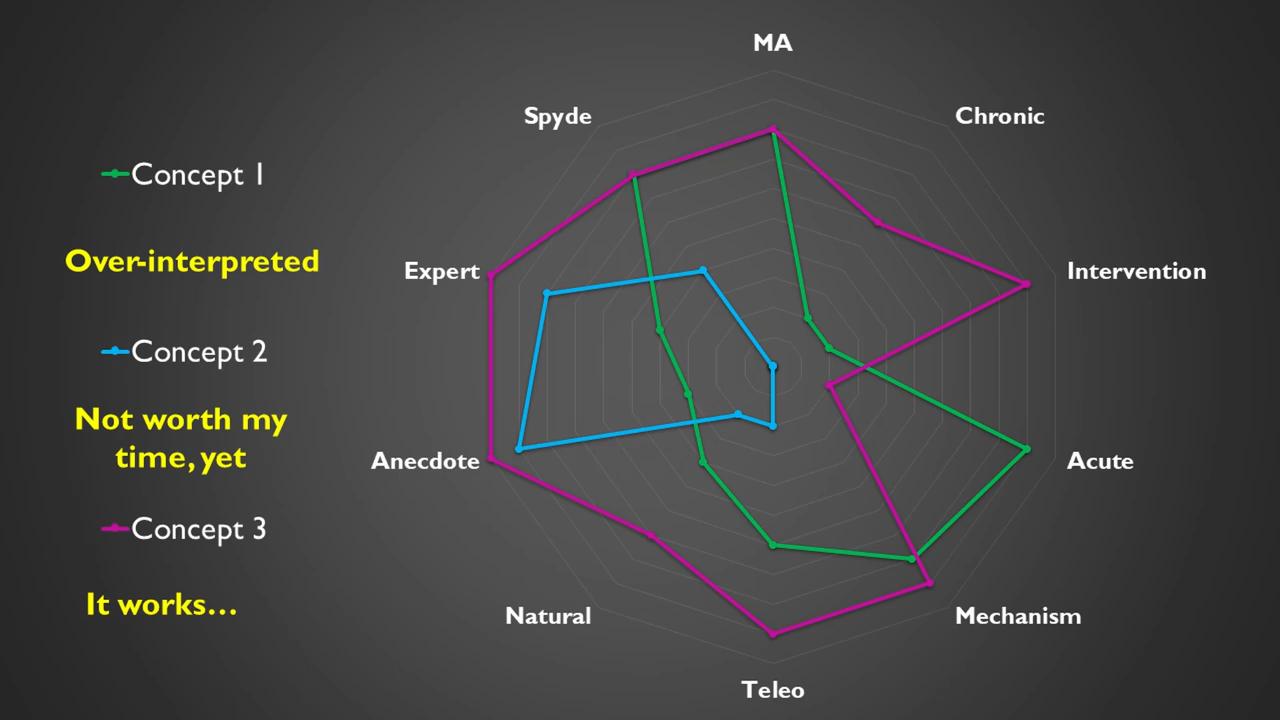 MA
Spyde
Chronic
Concept 1
Over-interpreted
Expert
Intervention
Concept 2
Not worth my
time, yet
Anecdote
Acute
Concept 3
It works...
Natural
Mechanism
Teleo